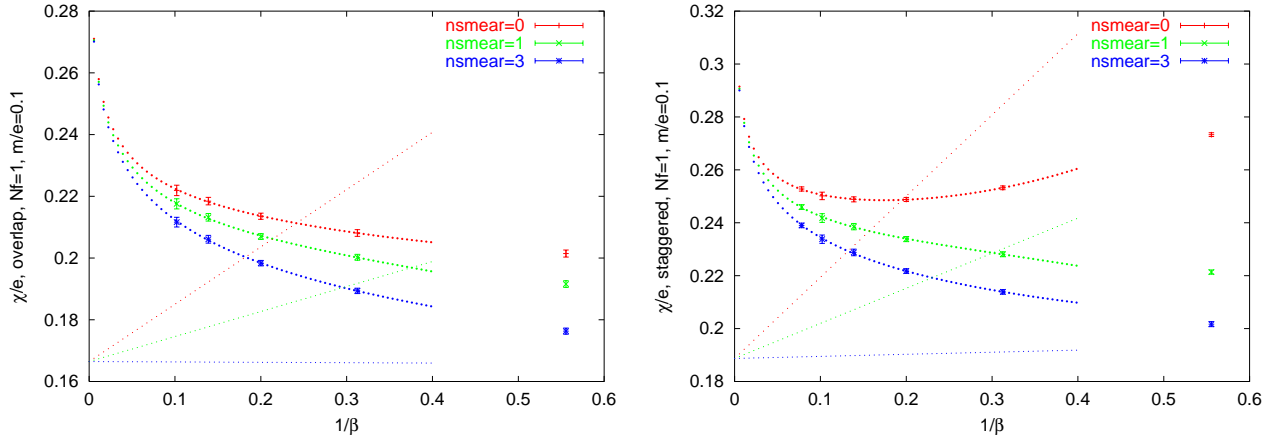 χ/e, overlap, Nf=1, m/e=0.1
0.28
0.26
0.24
0.22
0.2
0.18
0.16
nsmear=0
nsmear=1
nsmear=3
0 0.1 0.2 0.3 0.4 0.5 0.6
1/β
χ/e, staggered, Nf=1, m/e=0.1
0.32
0.3
0.28
0.26
0.24
0.22
0.2
0.18
nsmear=0
nsmear=1
nsmear=3
0 0.1 0.2 0.3 0.4 0.5 0.6
1/β